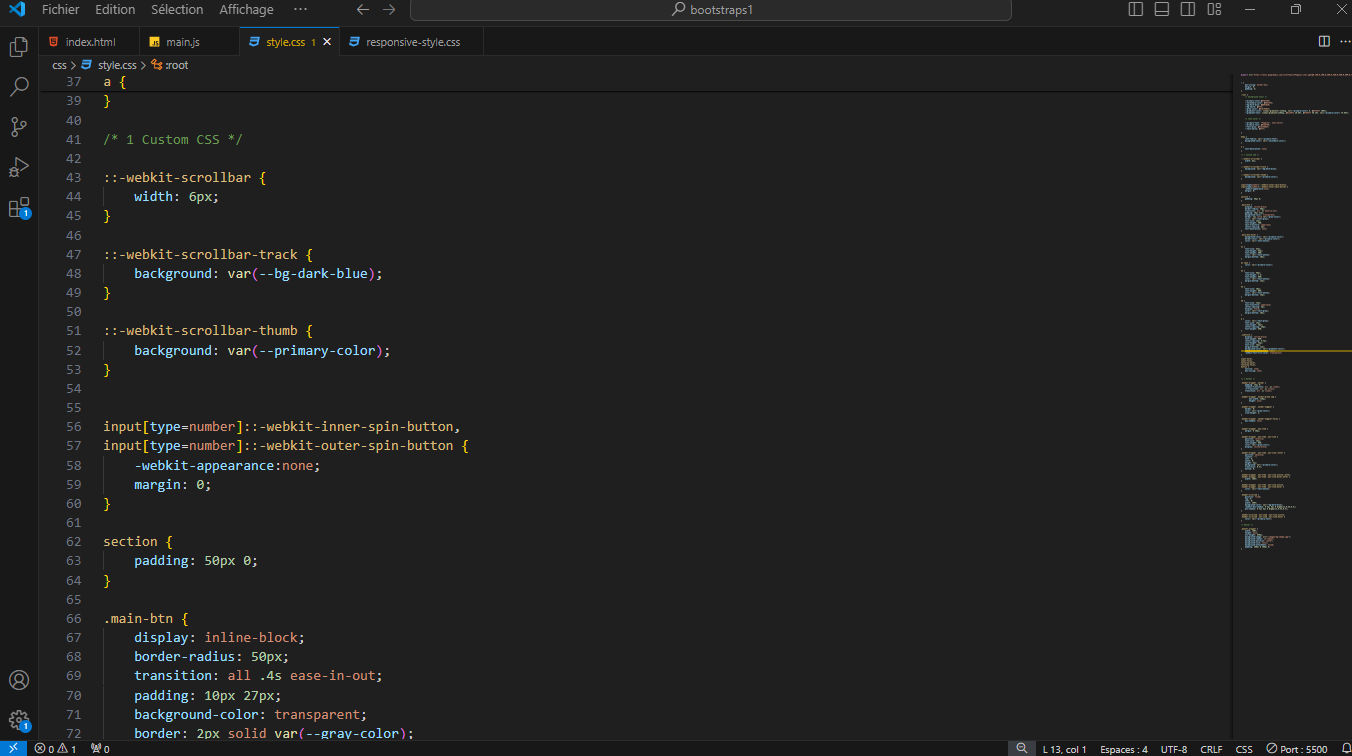 Fichier Edition Sélection Affichage ··· bootstraps1
index.html main.js style.css 1 responsive-style.css
css > style.css > :root
37 a {
39 }
40
41 /* 1 Custom CSS */
42
43 ::-webkit-scrollbar {
44 width: 6px;
45 }
46
47 ::-webkit-scrollbar-track {
48 background: var(--bg-dark-blue);
49 }
50
51 ::-webkit-scrollbar-thumb {
52 background: var(--primary-color);
53 }
54
55
56 input[type=number]::-webkit-inner-spin-button,
57 input[type=number]::-webkit-outer-spin-button {
58 -webkit-appearance:none;
59 margin: 0;
60 }
61
62 section {
63 padding: 50px 0;
64 }
65
66 .main-btn {
67 display: inline-block;
68 border-radius: 50px;
69 transition: all .4s ease-in-out;
70 padding: 10px 27px;
71 background-color: transparent;
72 border: 2px solid var(--gray-color);
1
1
0 1 0 L 13, col 1 Espaces : 4 UTF-8 CRLF CSS Port : 5500